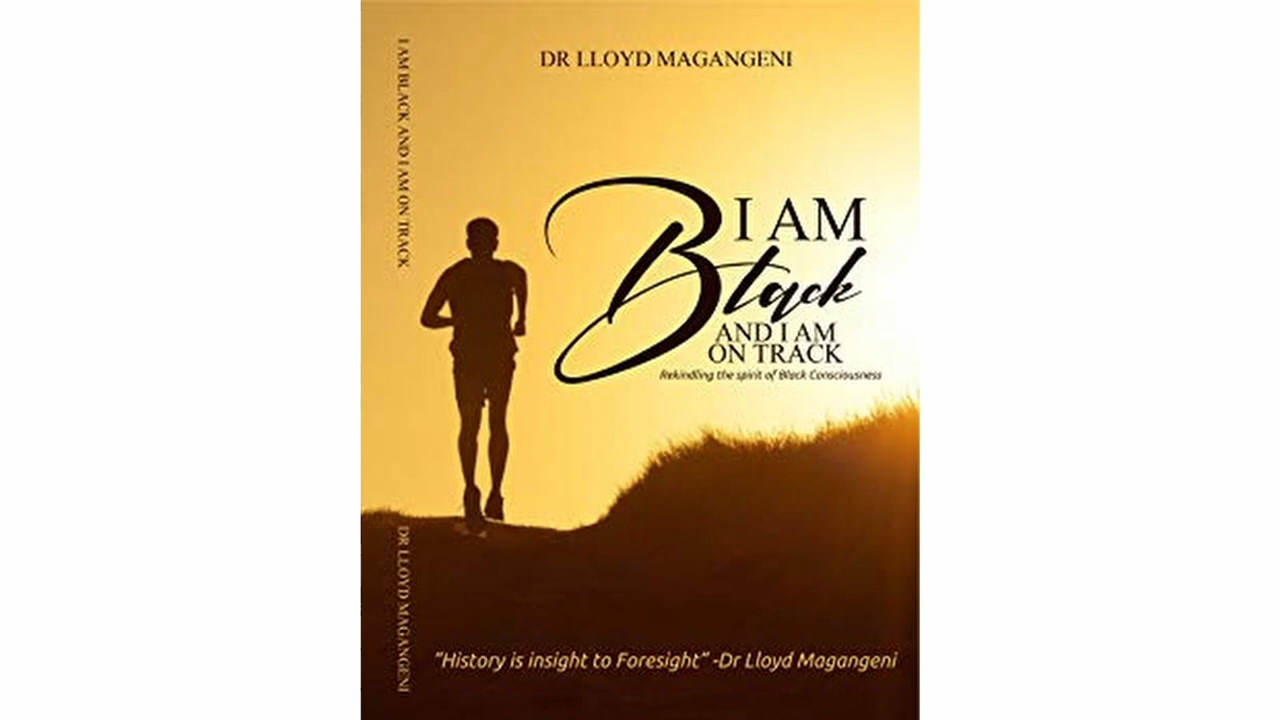 DR LLOYD MAGANGENI
I AM BLACK AND I AM ON TRACK
I AM
Black
AND I AM
ON TRACK
Rekindling the spirit of Black Consciousness
DR LLOYD MAGANGENI
"History is insight to Foresight" -Dr Lloyd Magangeni